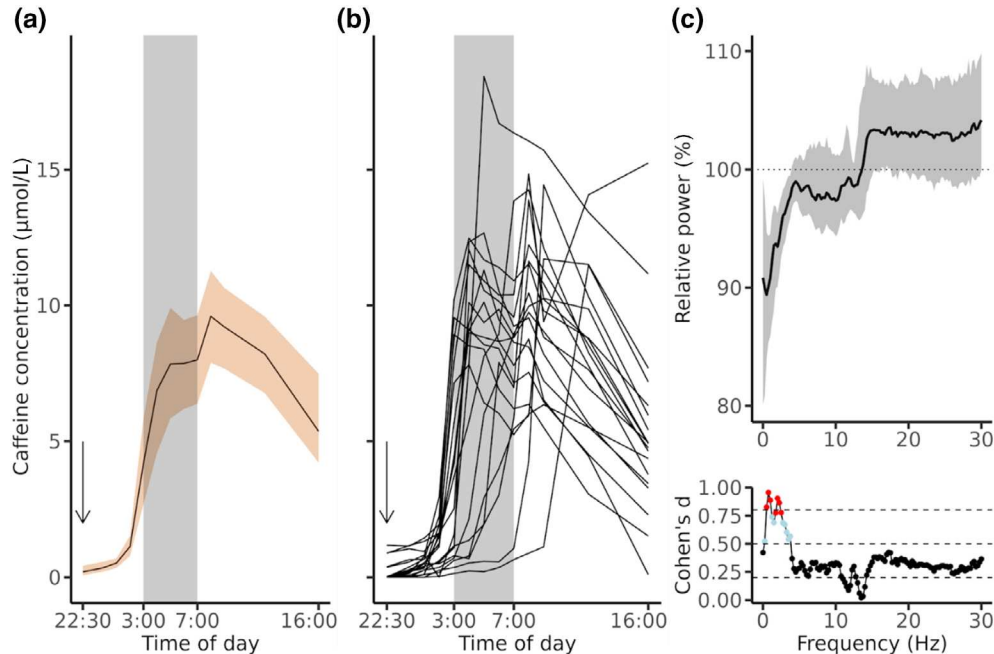 (a)
Caffeine concentration (μmol/L)
15
10
5
0
22:30 3:00 7:00 16:00
Time of day
(b)
22:30 3:00 7:00 16:00
Time of day
(c)
Relative power (%)
110
100
90
80
0 10 20 30
Cohen's d
1.00
0.75
0.50
0.25
0.00
0 10 20 30
Frequency (Hz)